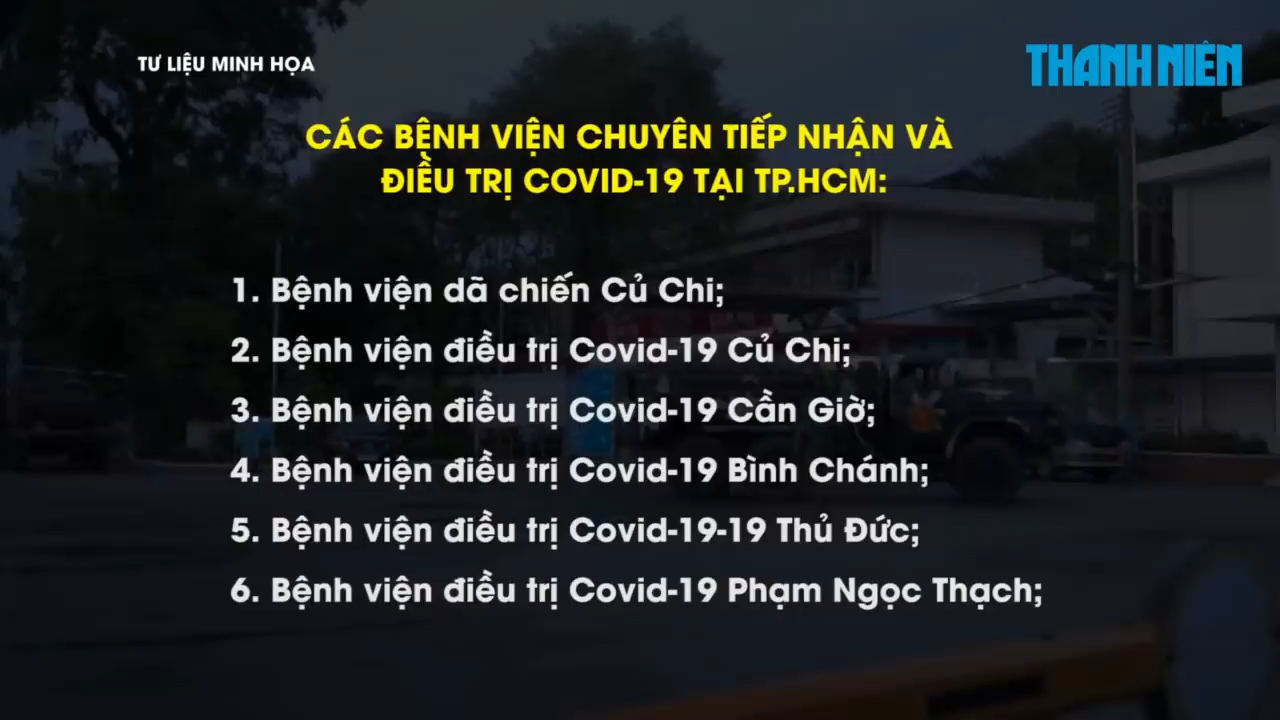 TƯ LIỆU MINH HỌA
THANH NIÊN
CÁC BỆNH VIỆN CHUYÊN TIẾP NHẬN VÀ
ĐIỀU TRỊ COVID-19 TẠI TP.HCM:
1. Bệnh viện dã chiến Củ Chi;
2. Bệnh viện điều trị Covid-19 Củ Chi;
3. Bệnh viện điều trị Covid-19 Cần Giờ;
4. Bệnh viện điều trị Covid-19 Bình Chánh;
5. Bệnh viện điều trị Covid-19-19 Thủ Đức;
6. Bệnh viện điều trị Covid-19 Phạm Ngọc Thạch;